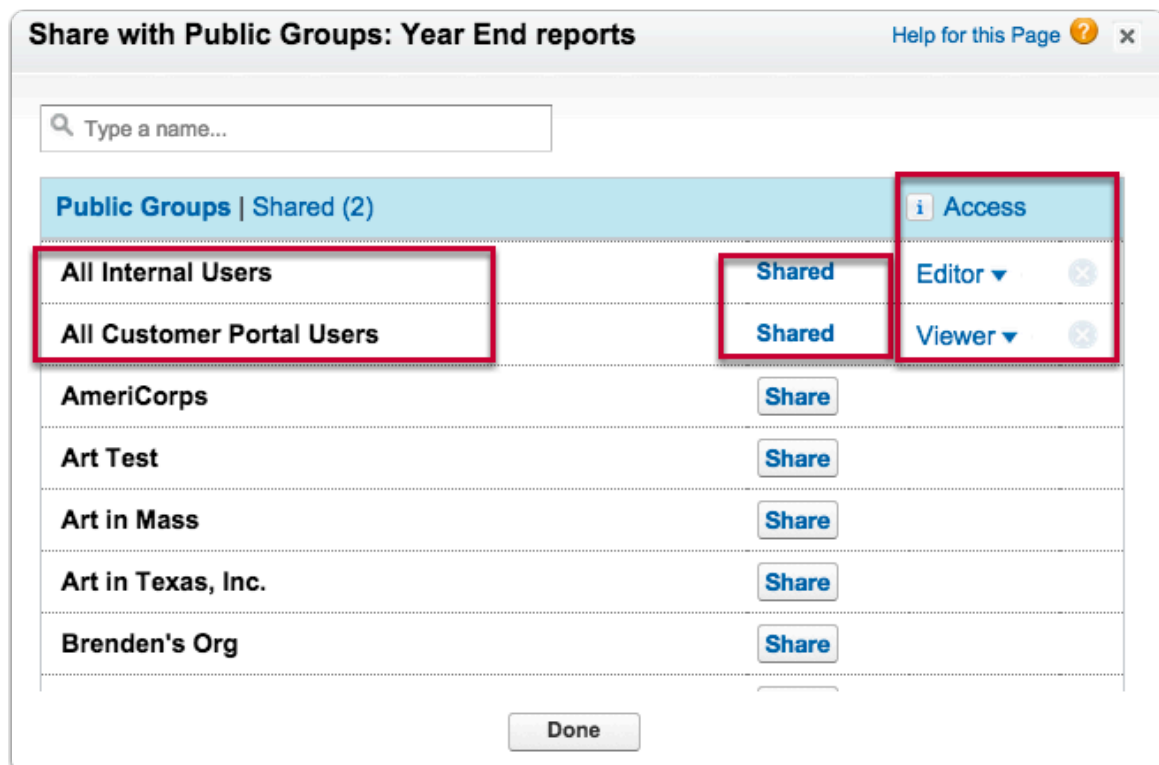 Share with Public Groups: Year End reports Help for this Page ? x
Type a name...
Public Groups | Shared (2) i Access
All Internal Users Shared Editor
All Customer Portal Users Shared Viewer
AmeriCorps Share
Art Test Share
Art in Mass Share
Art in Texas, Inc. Share
Brenden's Org Share
Done